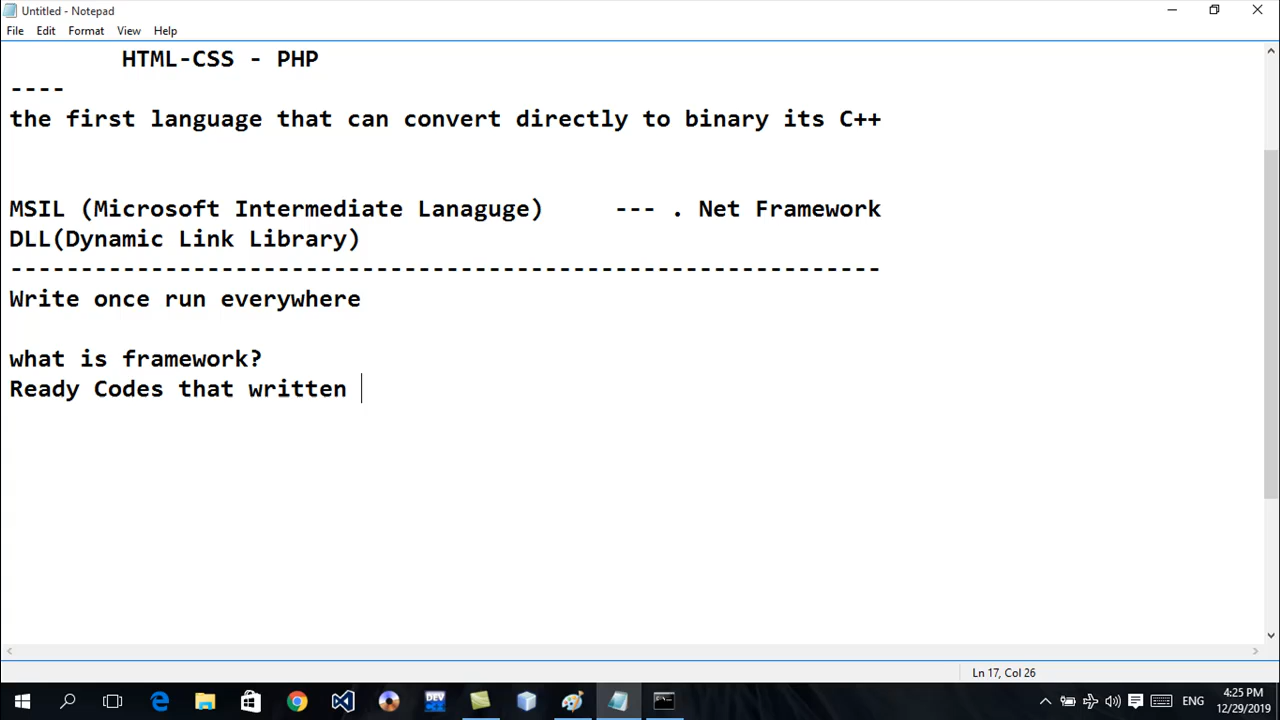 Untitled - Notepad
File Edit Format View Help
HTML-CSS - PHP
----
the first language that can convert directly to binary its C++
MSIL (Microsoft Intermediate Lanaguge) --- . Net Framework
DLL(Dynamic Link Library)
--------------------------------------------------------------
Write once run everywhere
what is framework?
Ready Codes that written
Ln 17, Col 26
DEV
ENG
4:25 PM
12/29/2019